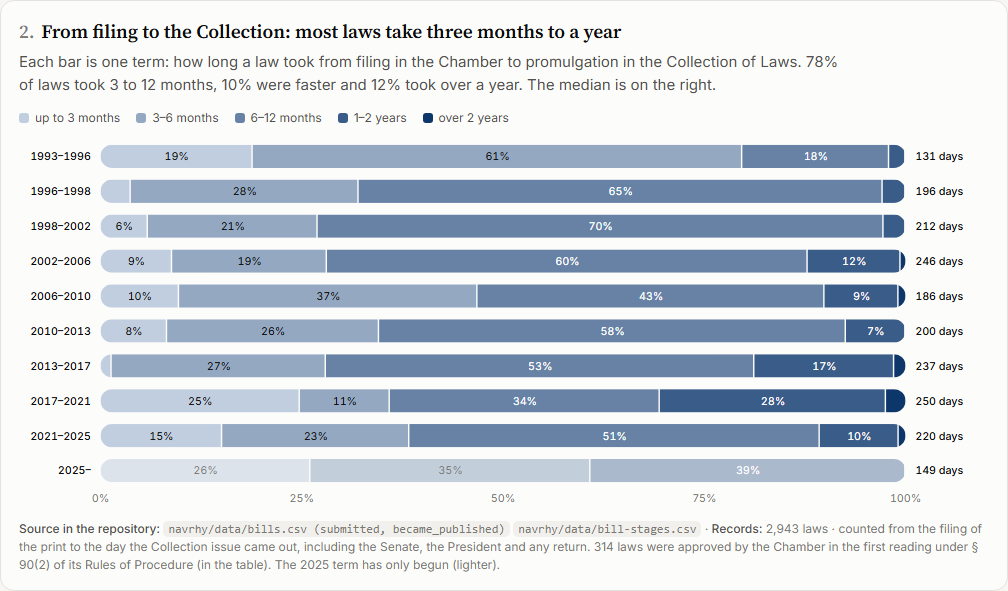 2. From filing to the Collection: most laws take three months to a year
Each bar is one term: how long a law took from filing in the Chamber to promulgation in the Collection of Laws. 78%
of laws took 3 to 12 months, 10% were faster and 12% took over a year. The median is on the right.
up to 3 months 3–6 months 6–12 months 1–2 years over 2 years
1993–1996 19% 61% 18% 131 days
1996–1998 28% 65% 196 days
1998–2002 6% 21% 70% 212 days
2002–2006 9% 19% 60% 12% 246 days
2006–2010 10% 37% 43% 9% 186 days
2010–2013 8% 26% 58% 7% 200 days
2013–2017 27% 53% 17% 237 days
2017–2021 25% 11% 34% 28% 250 days
2021–2025 15% 23% 51% 10% 220 days
2025– 26% 35% 39% 149 days
0% 25% 50% 75% 100%
Source in the repository: navrhy/data/bills.csv (submitted, became_published) navrhy/data/bill-stages.csv · Records: 2,943 laws · counted from the filing of
the print to the day the Collection issue came out, including the Senate, the President and any return. 314 laws were approved by the Chamber in the first reading under §
90(2) of its Rules of Procedure (in the table). The 2025 term has only begun (lighter).